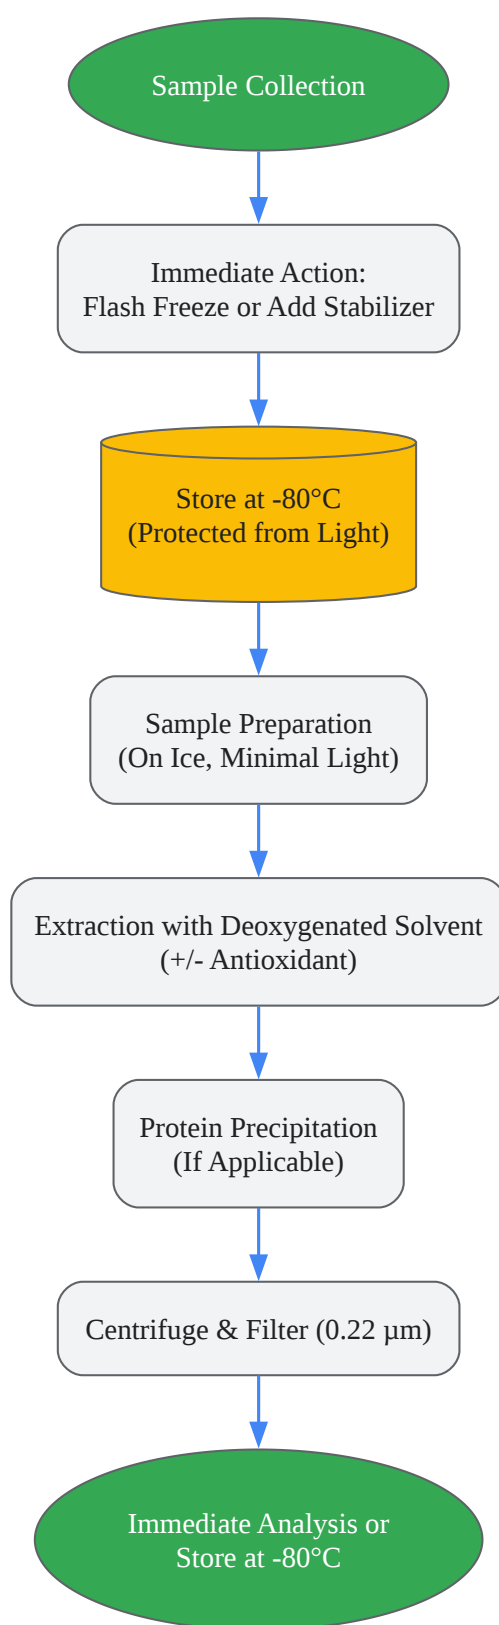 Sample Collection
Immediate Action:
Flash Freeze or Add Stabilizer
Store at -80°C
(Protected from Light)
Sample Preparation
(On Ice, Minimal Light)
Extraction with Deoxygenated Solvent
(+/- Antioxidant)
Protein Precipitation
(If Applicable)
Centrifuge & Filter (0.22 µm)
Immediate Analysis or
Store at -80°C